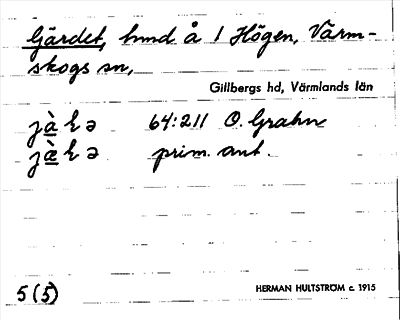 Gärdet, hmd å 1 Högen, Värm-
skogs sn,
Gillbergs hd, Värmlands län
64:211 O. Grahn
prim. ant.
5 (5)
HERMAN HULTSTRÖM c. 1915